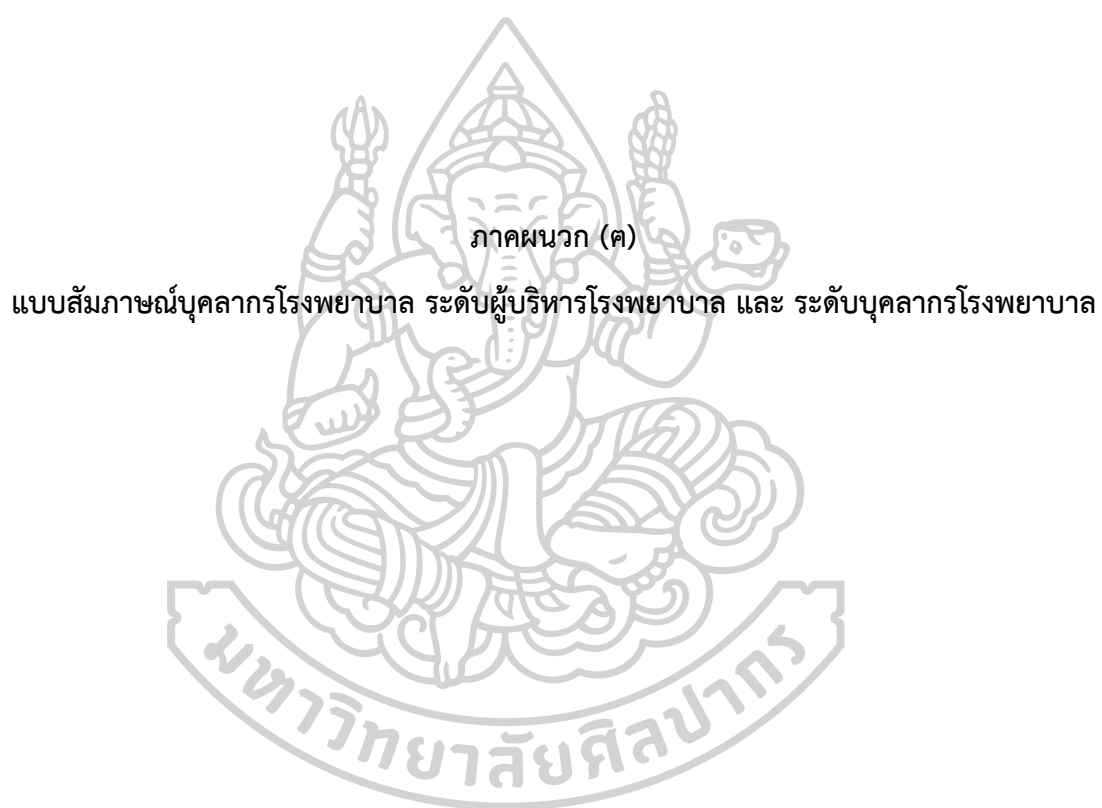 ภาคผนวก (ฅ)
แบบสัมภาษณ์บุคลากรโรงพยาบาล ระดับผู้บริหารโรงพยาบาล และ ระดับบุคลากรโรงพยาบาล
มหาวิทยาลัยศิลปากร